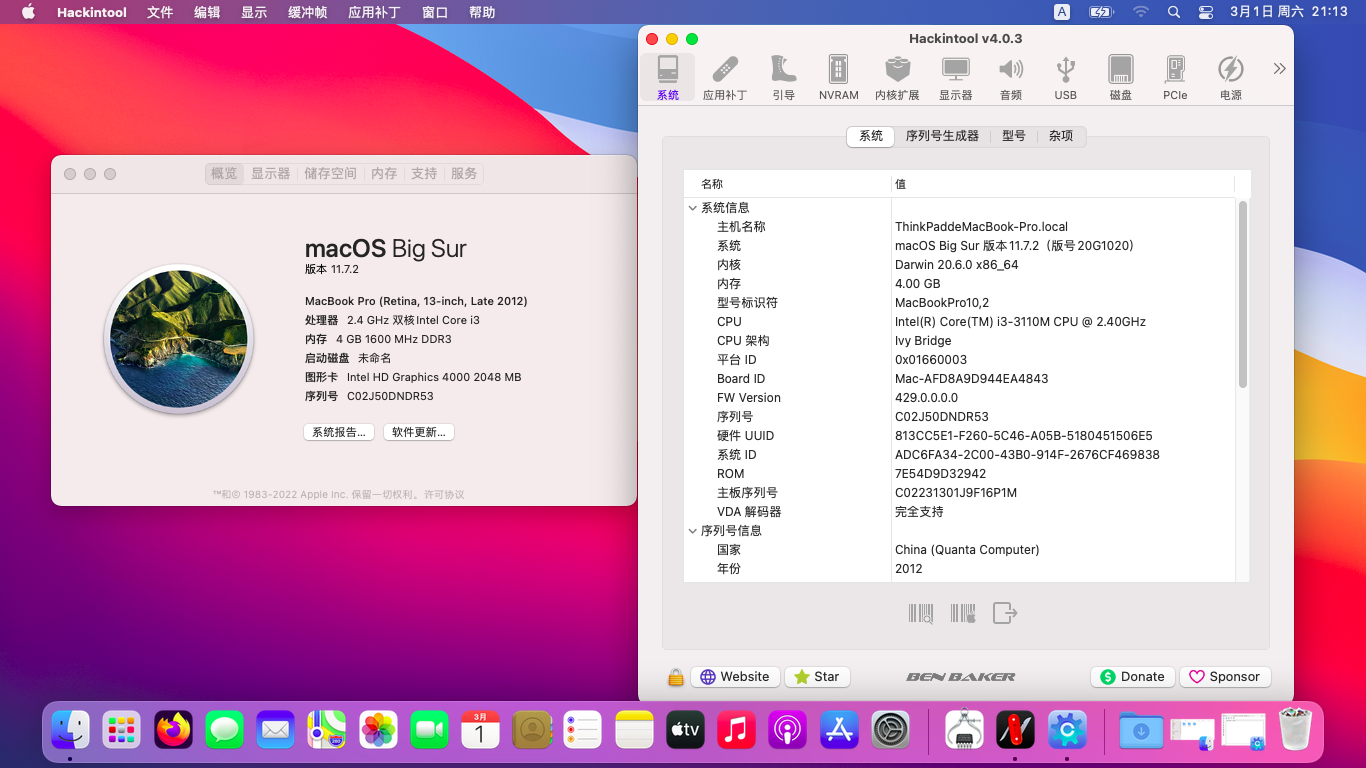 Hackintool 文件 编辑 显示 缓冲帧 应用补丁 窗口 帮助 A 3月1日 周六 21:13
概览 显示器 储存空间 内存 支持 服务
macOS Big Sur
版本 11.7.2
MacBook Pro (Retina, 13-inch, Late 2012)
处理器 2.4 GHz 双核Intel Core i3
内存 4 GB 1600 MHz DDR3
启动磁盘 未命名
图形卡 Intel HD Graphics 4000 2048 MB
序列号 C02J50DNDR53
系统报告... 软件更新...
™和© 1983-2022 Apple Inc. 保留一切权利。许可协议
Hackintool v4.0.3
系统 应用补丁 引导 NVRAM 内核扩展 显示器 音频 USB 磁盘 PCIe 电源
系统 序列号生成器 型号 杂项
名称 值
系统信息
主机名称 ThinkPaddeMacBook-Pro.local
系统 macOS Big Sur 版本11.7.2（版号20G1020）
内核 Darwin 20.6.0 x86_64
内存 4.00 GB
型号标识符 MacBookPro10,2
CPU Intel(R) Core(TM) i3-3110M CPU @ 2.40GHz
CPU 架构 Ivy Bridge
平台 ID 0x01660003
Board ID Mac-AFD8A9D944EA4843
FW Version 429.0.0.0.0
序列号 C02J50DNDR53
硬件 UUID 813CC5E1-F260-5C46-A05B-5180451506E5
系统 ID ADC6FA34-2C00-43B0-914F-2676CF469838
ROM 7E54D9D32942
主板序列号 C02231301J9F16P1M
VDA 解码器 完全支持
序列号信息
国家 China (Quanta Computer)
年份 2012
Website Star BEN BAKER Donate Sponsor
3月
1
tv